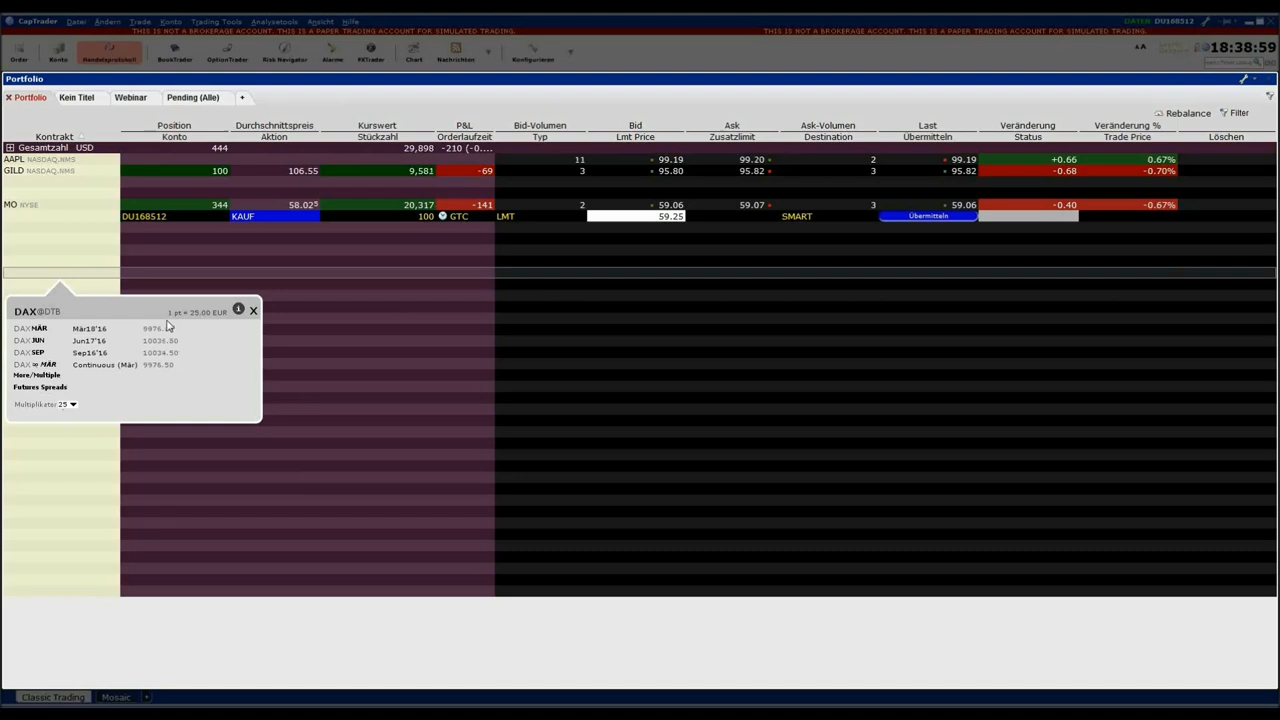 CapTrader Datei Ändern Trade Konto Trading Tools Analysetools Ansicht Hilfe DATEN DU168512
THIS IS NOT A BROKERAGE ACCOUNT. THIS IS A PAPER TRADING ACCOUNT FOR SIMULATED TRADING. THIS IS NOT A BROKERAGE ACCOUNT. THIS IS A PAPER TRADING ACCOUNT FOR SIMULATED TRADING.
18:38:59
Order Konto Handelsprotokoll BookTrader OptionTrader Risk Navigator Alarme FXTrader Chart Nachrichten Konfigurieren
Portfolio
Portfolio Kein Titel Webinar Pending (Alle) +
Rebalance Filter
Position Durchschnittspreis Kurswert P&L Bid-Volumen Bid Ask Ask-Volumen Last Veränderung Veränderung %
Kontrakt Konto Aktion Stückzahl Orderlaufzeit Typ Lmt Price Zusatzlimit Destination Übermitteln Status Trade Price Löschen
Gesamtzahl USD 444 29,898 -210 (-0....
AAPL NASDAQ.NMS 11 99.19 99.20 2 99.19 +0.66 0.67%
GILD NASDAQ.NMS 100 106.55 9,581 -69 3 95.80 95.82 3 95.82 -0.68 -0.70%
MO NYSE 344 58.02⁵ 20,317 -141 2 59.06 59.07 3 59.06 -0.40 -0.67%
DU168512 KAUF 100 GTC LMT 59.25 SMART Übermitteln
DAX@DTB 1 pt = 25.00 EUR i X
DAX MÄR Mär18'16 9976.
DAX JUN Jun17'16 10036.50
DAX SEP Sep16'16 10034.50
DAX ∞ MÄR Continuous (Mär) 9976.50
More/Multiple
Futures Spreads
Multiplikator 25
Classic Trading Mosaic +